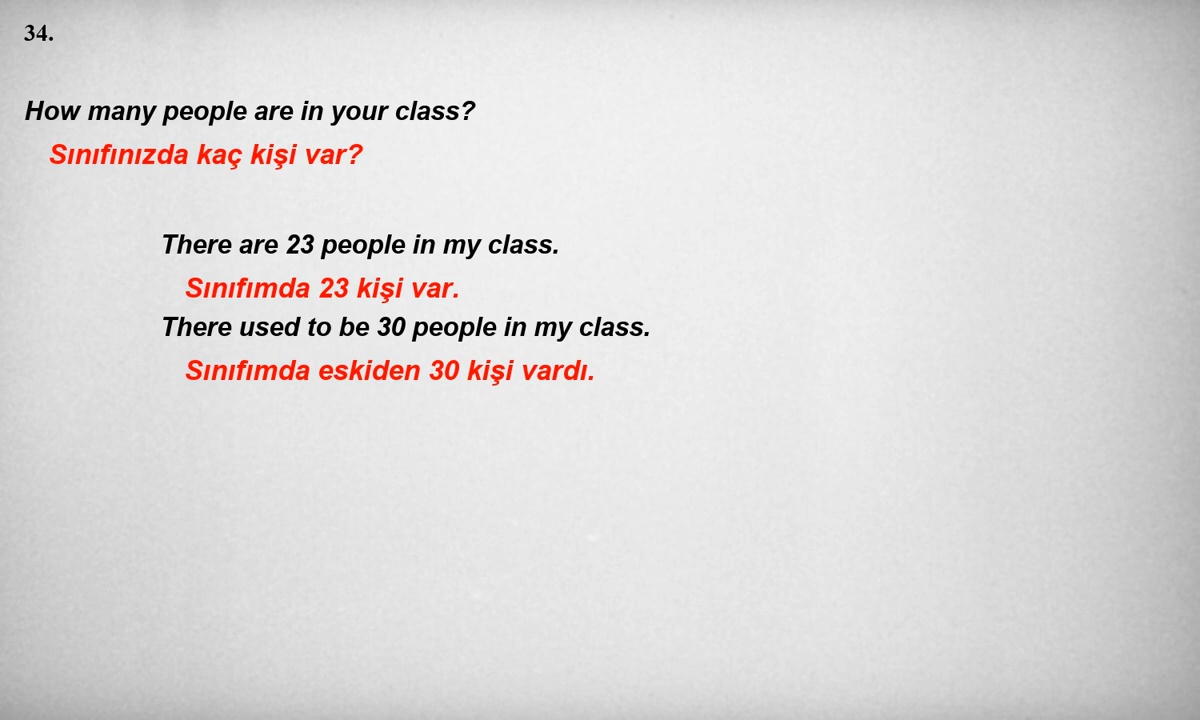 34.
How many people are in your class?
Sınıfınızda kaç kişi var?
There are 23 people in my class.
Sınıfımda 23 kişi var.
There used to be 30 people in my class.
Sınıfımda eskiden 30 kişi vardı.